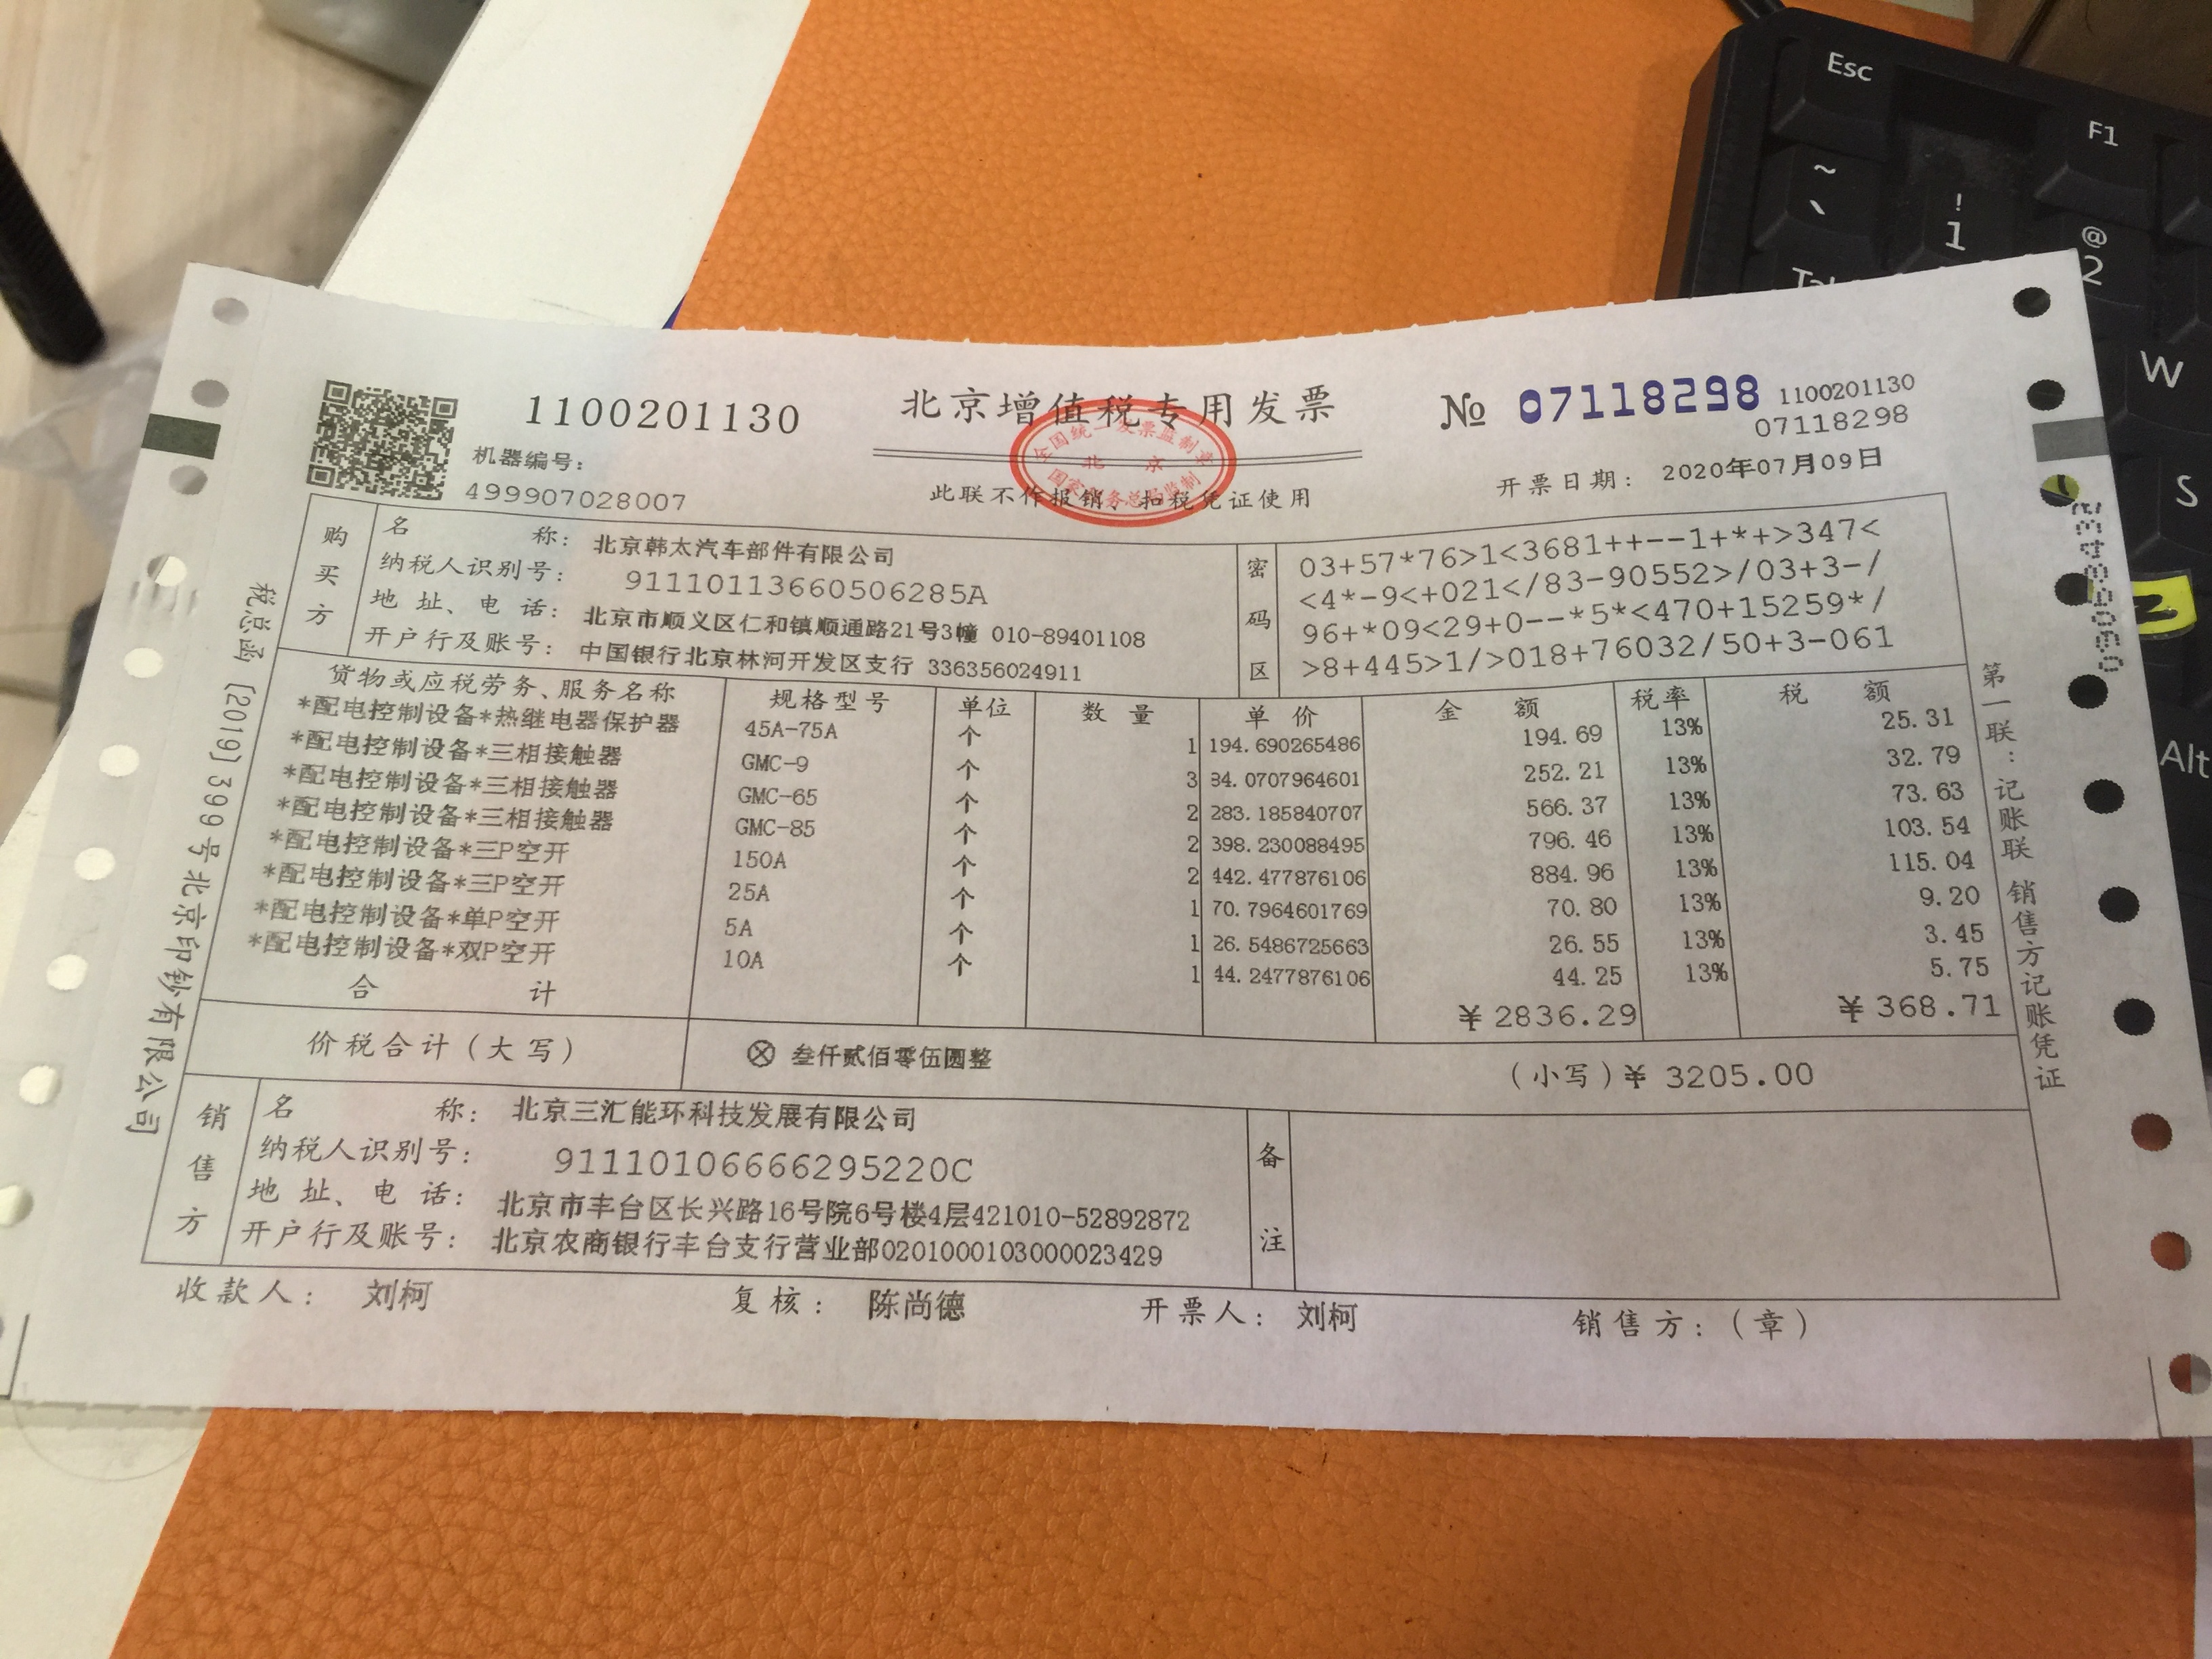 1100201130
北京增值税专用发票
№ 07118298
1100201130
07118298
机器编号:
499907028007
全国统一发票监制章
北京
国家税务总局监制
此联不作报销、扣税凭证使用
开票日期: 2020年07月09日
购买方
名称: 北京韩太汽车部件有限公司
纳税人识别号: 91110113660506285A
地址、电话: 北京市顺义区仁和镇顺通路21号3幢 010-89401108
开户行及账号: 中国银行北京林河开发区支行 336356024911
密码区
03+57*76>1<3681++--1+*+>347<
<4*-9<+021</83-90552>/03+3-/
96+*09<29+0--*5*<470+15259*/
>8+445>1/>018+76032/50+3-061
货物或应税劳务、服务名称 规格型号 单位 数量 单价 金额 税率 税额
*配电控制设备*热继电器保护器 45A-75A 个 1 194.690265486 194.69 13% 25.31
*配电控制设备*三相接触器 GMC-9 个 3 84.0707964601 252.21 13% 32.79
*配电控制设备*三相接触器 GMC-65 个 2 283.185840707 566.37 13% 73.63
*配电控制设备*三相接触器 GMC-85 个 2 398.230088495 796.46 13% 103.54
*配电控制设备*三P空开 150A 个 2 442.477876106 884.96 13% 115.04
*配电控制设备*三P空开 25A 个 1 70.7964601769 70.80 13% 9.20
*配电控制设备*单P空开 5A 个 1 26.5486725663 26.55 13% 3.45
*配电控制设备*双P空开 10A 个 1 44.2477876106 44.25 13% 5.75
合计 ¥2836.29 ¥368.71
价税合计(大写) ⊗ 叁仟贰佰零伍圆整 (小写)¥ 3205.00
销售方
名称: 北京三汇能环科技发展有限公司
纳税人识别号: 91110106666295220C
地址、电话: 北京市丰台区长兴路16号院6号楼4层421010-52892872
开户行及账号: 北京农商银行丰台支行营业部0201000103000023429
备注
收款人: 刘柯 复核: 陈尚德 开票人: 刘柯 销售方:(章)
税总函〔2019〕399号北京印钞有限公司
第一联:记账联 销售方记账凭证
Esc
F1
~
、
!
1
@
2
W
S
Alt